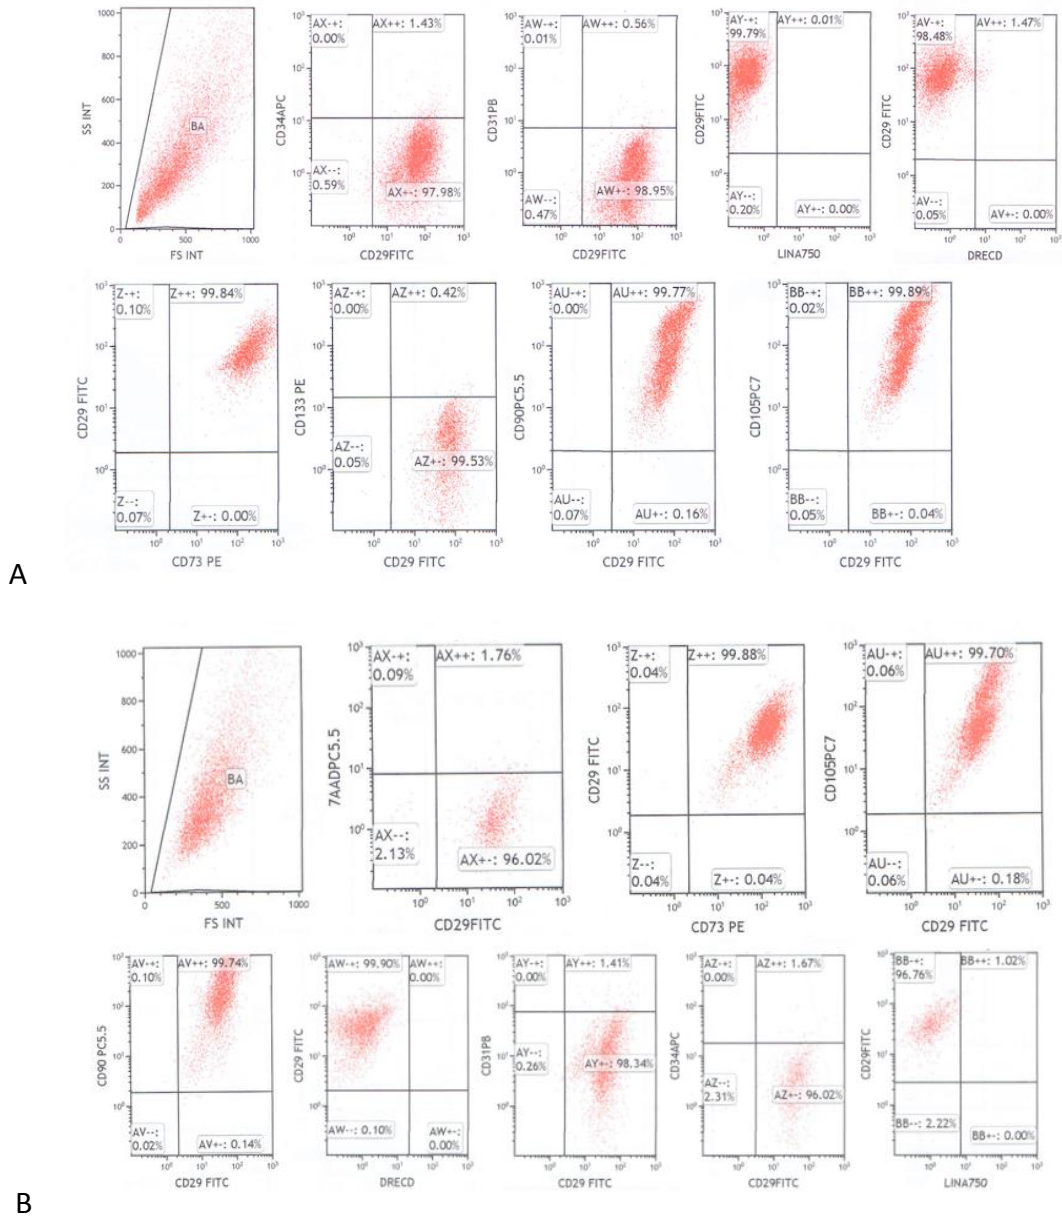 AX-+: 0.00%
AX++: 1.43%
AX--: 0.59%
AX+-: 97.98%
CD34APC
CD29FITC
SS INT
BA
FS INT
1000
800
600
400
200
0
0 500 1000
AW-+: 0.01%
AW++: 0.56%
AW--: 0.47%
AW+-: 98.95%
CD31PB
CD29FITC
AY-+: 99.79%
AY++: 0.01%
AY--: 0.20%
AY+-: 0.00%
CD29FITC
LINA750
AV-+: 98.48%
AV++: 1.47%
AV--: 0.05%
AV+-: 0.00%
CD29 FITC
DRECD
Z-+: 0.10%
Z++: 99.84%
Z--: 0.07%
Z+-: 0.00%
CD29 FITC
CD73 PE
AZ-+: 0.00%
AZ++: 0.42%
AZ--: 0.05%
AZ+-: 99.53%
CD133 PE
CD29 FITC
AU-+: 0.00%
AU++: 99.77%
AU--: 0.07%
AU+-: 0.16%
CD90PC5.5
CD29 FITC
BB-+: 0.02%
BB++: 99.89%
BB--: 0.05%
BB+-: 0.04%
CD105PC7
CD29 FITC
A
SS INT
BA
FS INT
1000
800
600
400
200
0
0 500 1000
AX-+: 0.09%
AX++: 1.76%
AX--: 2.13%
AX+-: 96.02%
7AADPC5.5
CD29FITC
Z-+: 0.04%
Z++: 99.88%
Z--: 0.04%
Z+-: 0.04%
CD29 FITC
CD73 PE
AU-+: 0.06%
AU++: 99.70%
AU--: 0.06%
AU+-: 0.18%
CD105PC7
CD29 FITC
AV-+: 0.10%
AV++: 99.74%
AV--: 0.02%
AV+-: 0.14%
CD90 PC5.5
CD29 FITC
AW-+: 99.90%
AW++: 0.00%
AW--: 0.10%
AW+-: 0.00%
CD29 FITC
DRECD
AY-+: 0.00%
AY++: 1.41%
AY--: 0.26%
AY+-: 98.34%
CD31PB
CD29 FITC
AZ-+: 0.00%
AZ++: 1.67%
AZ--: 2.31%
AZ+-: 96.02%
CD34APC
CD29FITC
BB-+: 96.76%
BB++: 1.02%
BB--: 2.22%
BB+-: 0.00%
CD29FITC
LINA750
B